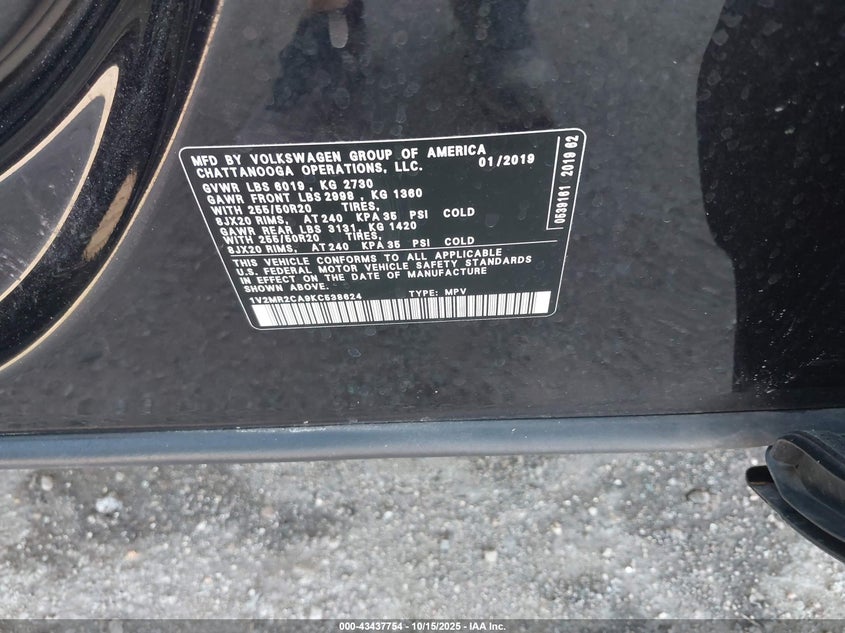 MFD BY VOLKSWAGEN GROUP OF AMERICA
CHATTANOOGA OPERATIONS, LLC. 01/2019
GVWR LBS 6019 , KG 2730
GAWR FRONT LBS 2998 , KG 1360
WITH 255/50R20 TIRES,
8JX20 RIMS, AT 240 KPA 35 PSI COLD
GAWR REAR LBS 3131, KG 1420
WITH 255/50R20 TIRES,
8JX20 RIMS, AT 240 KPA 35 PSI COLD
THIS VEHICLE CONFORMS TO ALL APPLICABLE
U.S. FEDERAL MOTOR VEHICLE SAFETY STANDARDS
IN EFFECT ON THE DATE OF MANUFACTURE
SHOWN ABOVE.
1V2MR2CA9KC538624 TYPE: MPV
0539161 2019 62
000-43437754 - 10/15/2025 - IAA Inc.